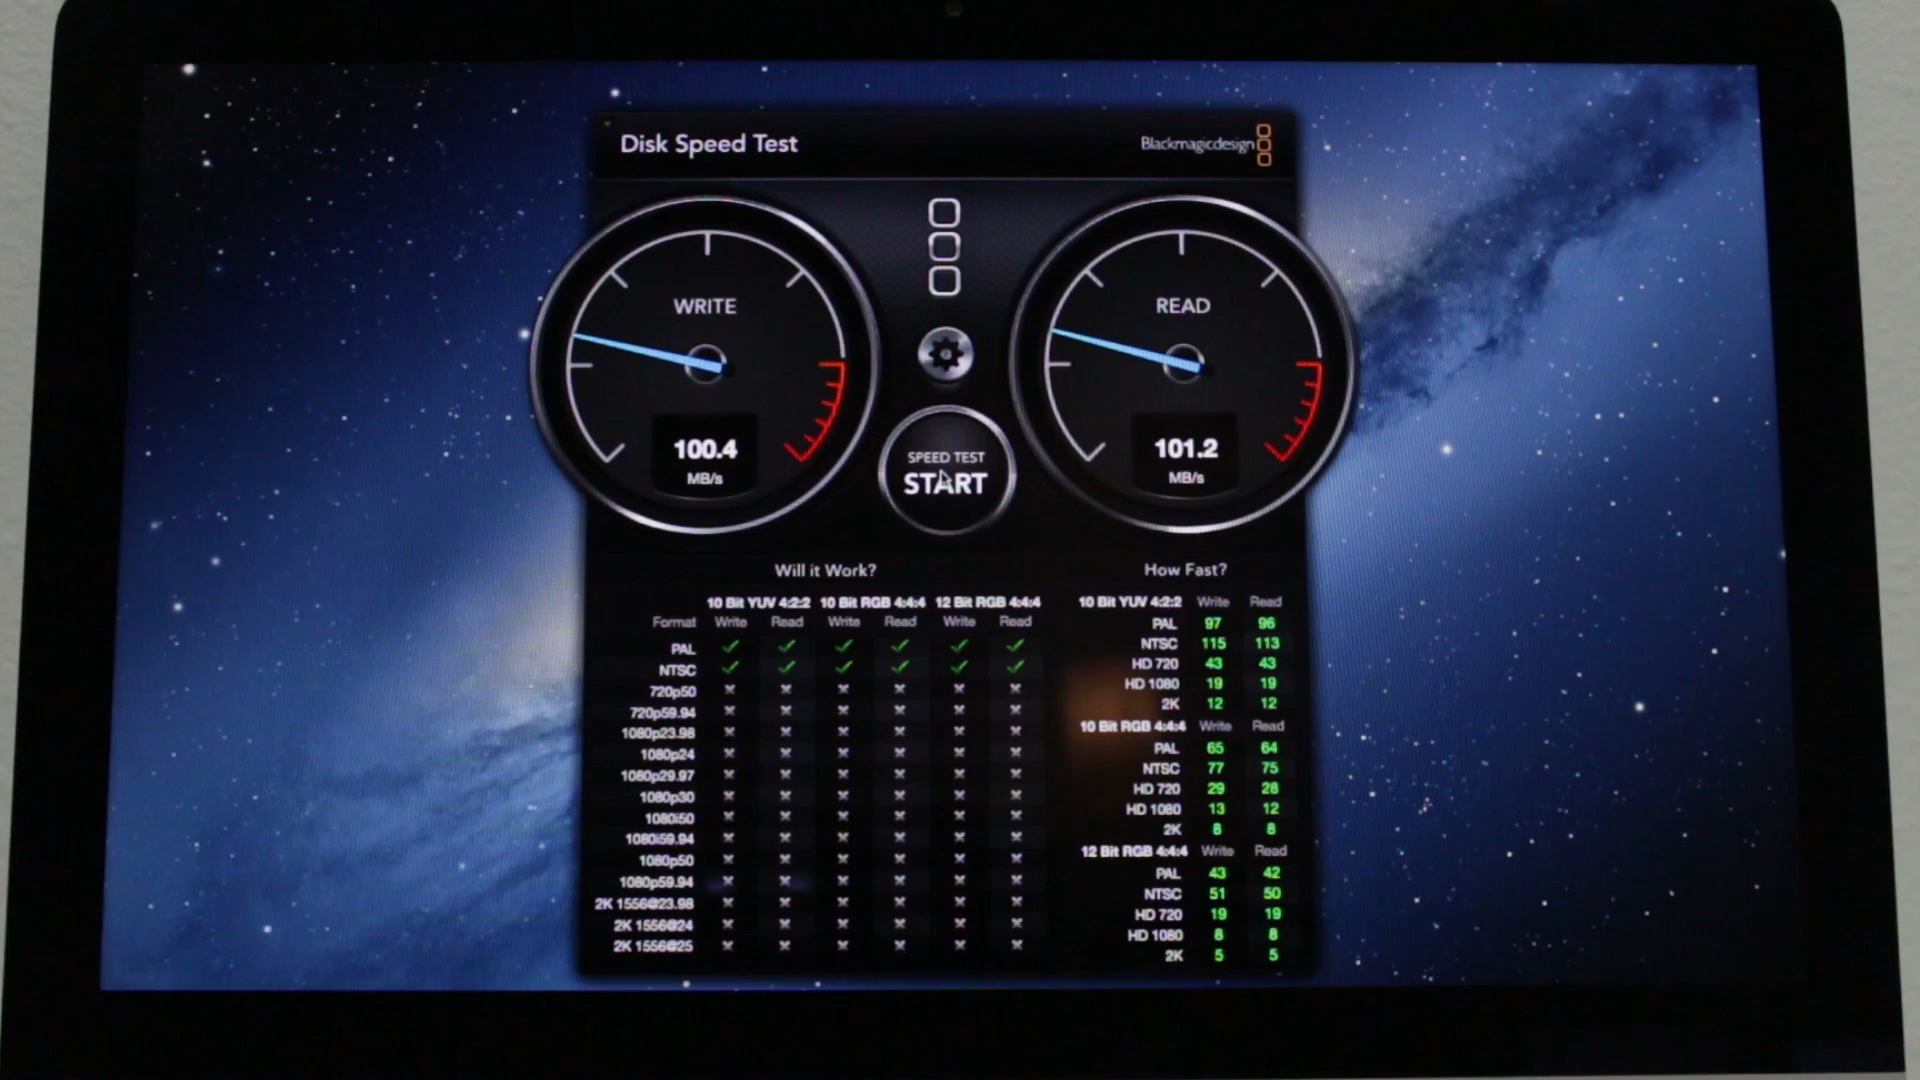 Disk Speed Test
Blackmagicdesign
WRITE
100.4
MB/s
SPEED TEST
START
READ
101.2
MB/s
Will it Work?
10 Bit YUV 4:2:2 10 Bit RGB 4:4:4 12 Bit RGB 4:4:4
Format Write Read Write Read Write Read
PAL
NTSC
720p50
720p59.94
1080p23.98
1080p24
1080p29.97
1080p30
1080i50
1080i59.94
1080p50
1080p59.94
2K 1556@23.98
2K 1556@24
2K 1556@25
How Fast?
10 Bit YUV 4:2:2 Write Read
PAL 97 96
NTSC 115 113
HD 720 43 43
HD 1080 19 19
2K 12 12
10 Bit RGB 4:4:4 Write Read
PAL 65 64
NTSC 77 75
HD 720 29 28
HD 1080 13 12
2K 8 8
12 Bit RGB 4:4:4 Write Read
PAL 43 42
NTSC 51 50
HD 720 19 19
HD 1080 8 8
2K 5 5